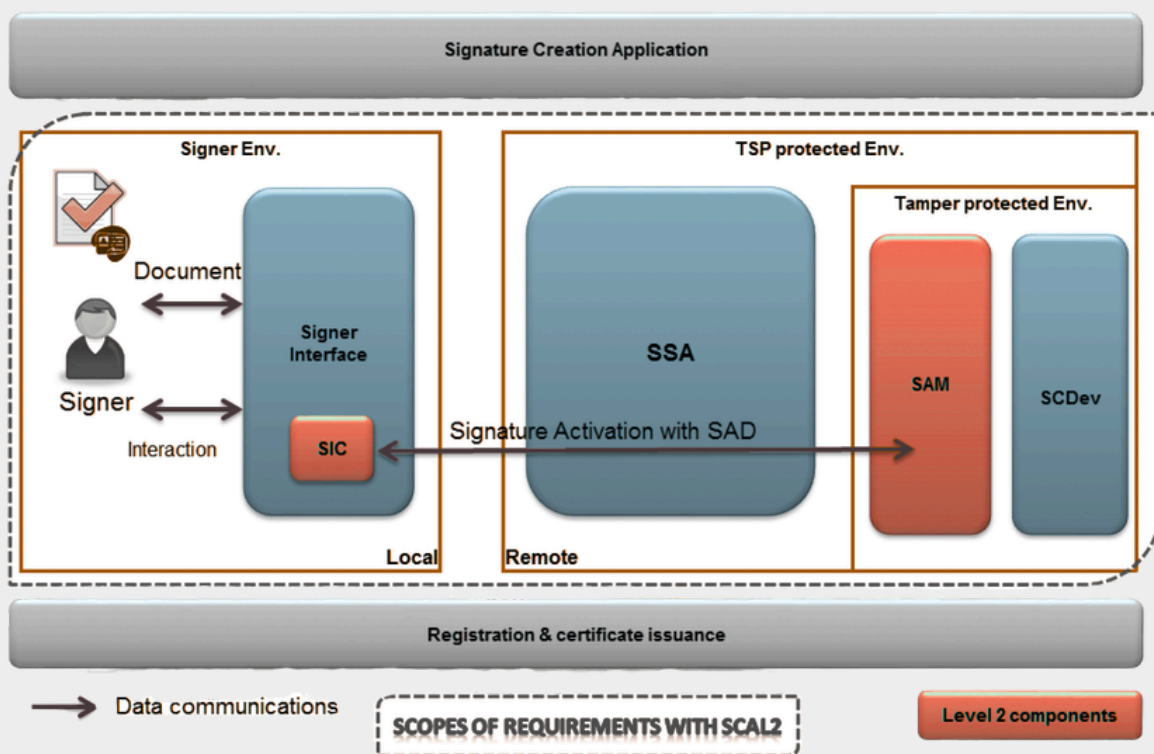 Signature Creation Application
Signer Env.
TSP protected Env.
Tamper protected Env.
Document
Signer
Interface
SSA
SAM
SCDev
Signer
Signature Activation with SAD
SIC
Interaction
Local
Remote
Registration & certificate issuance
Data communications
SCOPES OF REQUIREMENTS WITH SCAL2
Level 2 components